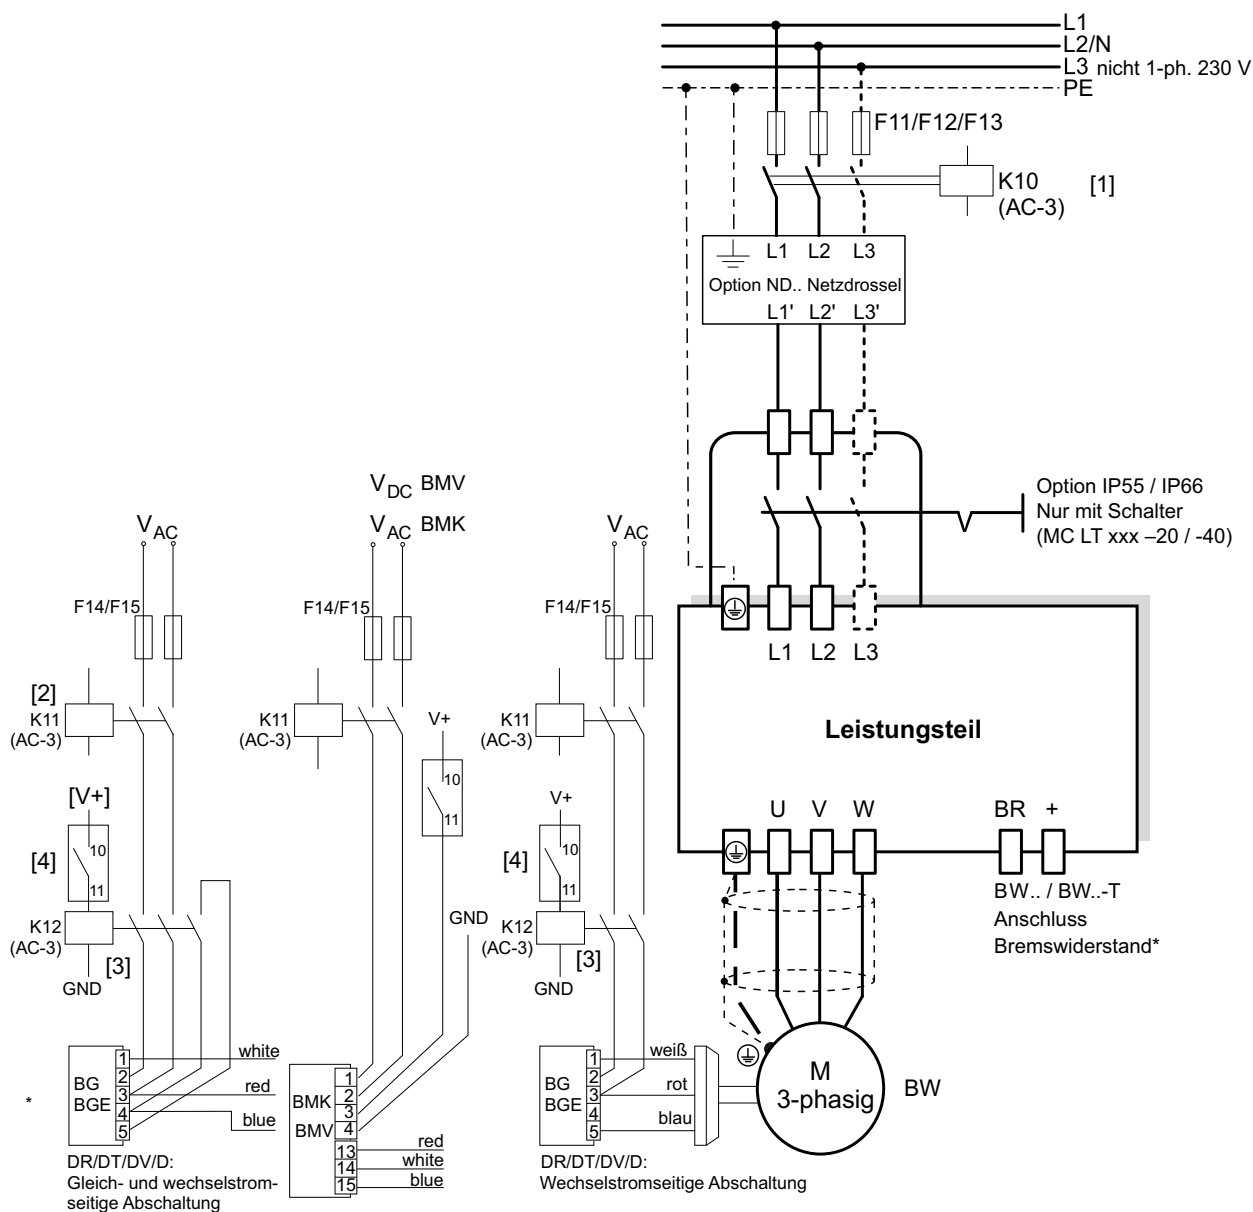 L1
L2/N
L3 nicht 1-ph. 230 V
PE
F11/F12/F13
K10
(AC-3)
[1]
L1 L2 L3
Option ND.. Netzdrossel
L1' L2' L3'
Option IP55 / IP66
Nur mit Schalter
(MC LT xxx –20 / -40)
L1 L2 L3
Leistungsteil
U V W BR +
BW.. / BW..-T
Anschluss
Bremswiderstand*
M
3-phasig
BW
VAC
F14/F15
[2]
K11
(AC-3)
[V+]
[4]
10
11
K12
(AC-3)
[3]
GND
BG
BGE
1
2
3
4
5
white
red
blue
*
DR/DT/DV/D:
Gleich- und wechselstrom-
seitige Abschaltung
VDC BMV
VAC BMK
F14/F15
K11
(AC-3)
V+
10
11
GND
BMK
BMV
1
2
3
4
13
14
15
red
white
blue
VAC
F14/F15
K11
(AC-3)
V+
[4]
10
11
K12
(AC-3)
[3]
GND
BG
BGE
1
2
3
4
5
weiß
rot
blau
DR/DT/DV/D:
Wechselstromseitige Abschaltung